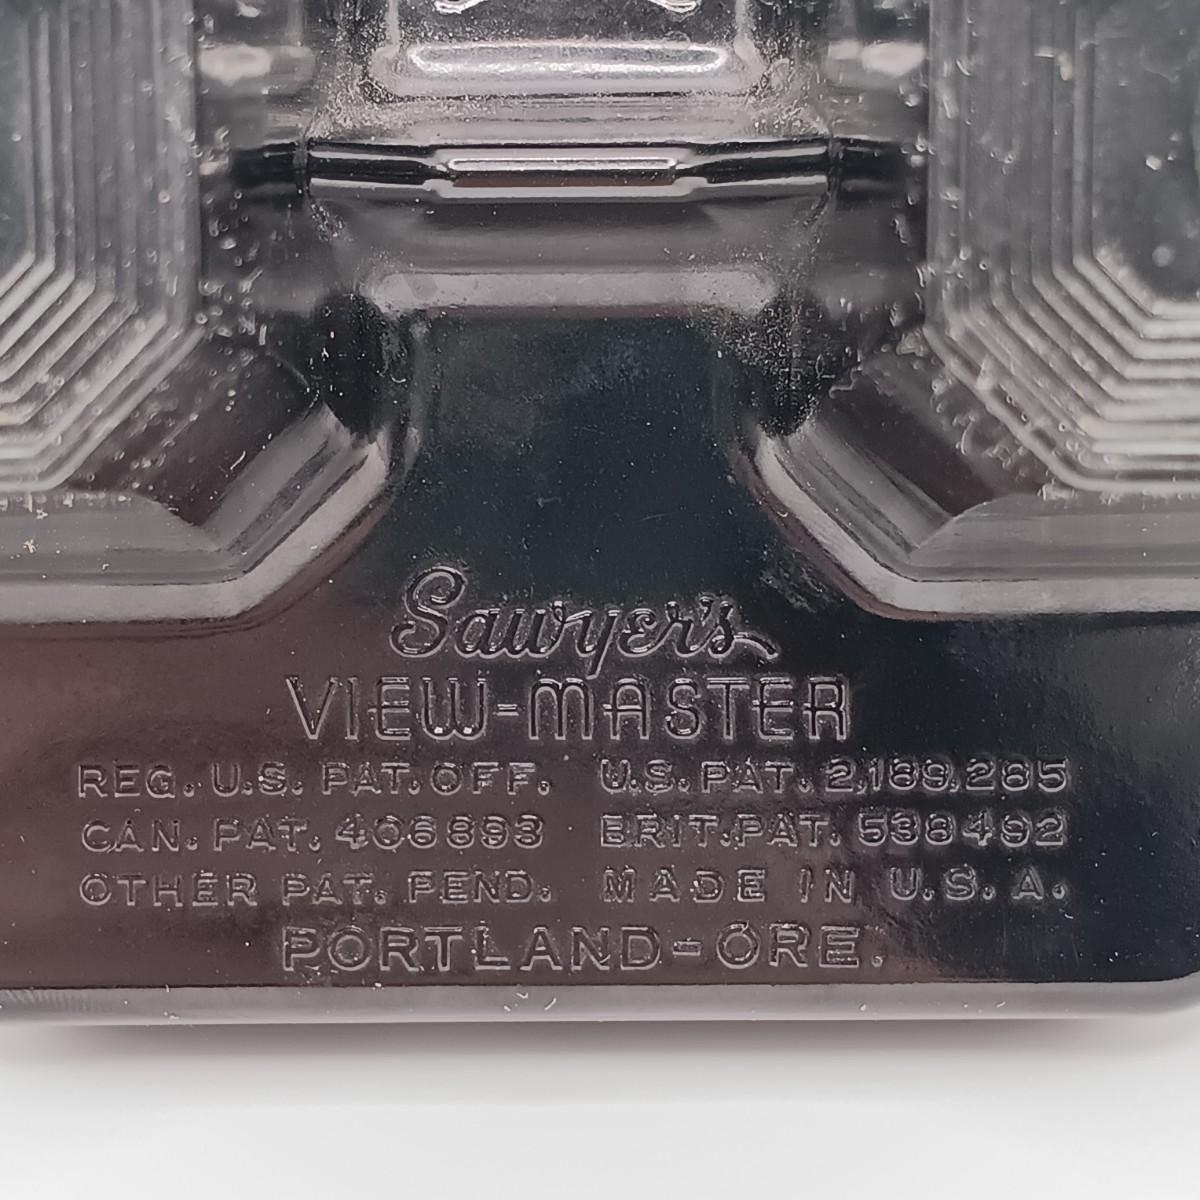 Sawyer's
VIEW-MASTER
REG. U.S. PAT. OFF. U.S. PAT. 2,189,285
CAN. PAT. 406893 BRIT. PAT. 538492
OTHER PAT. PEND. MADE IN U.S.A.
PORTLAND-ORE.